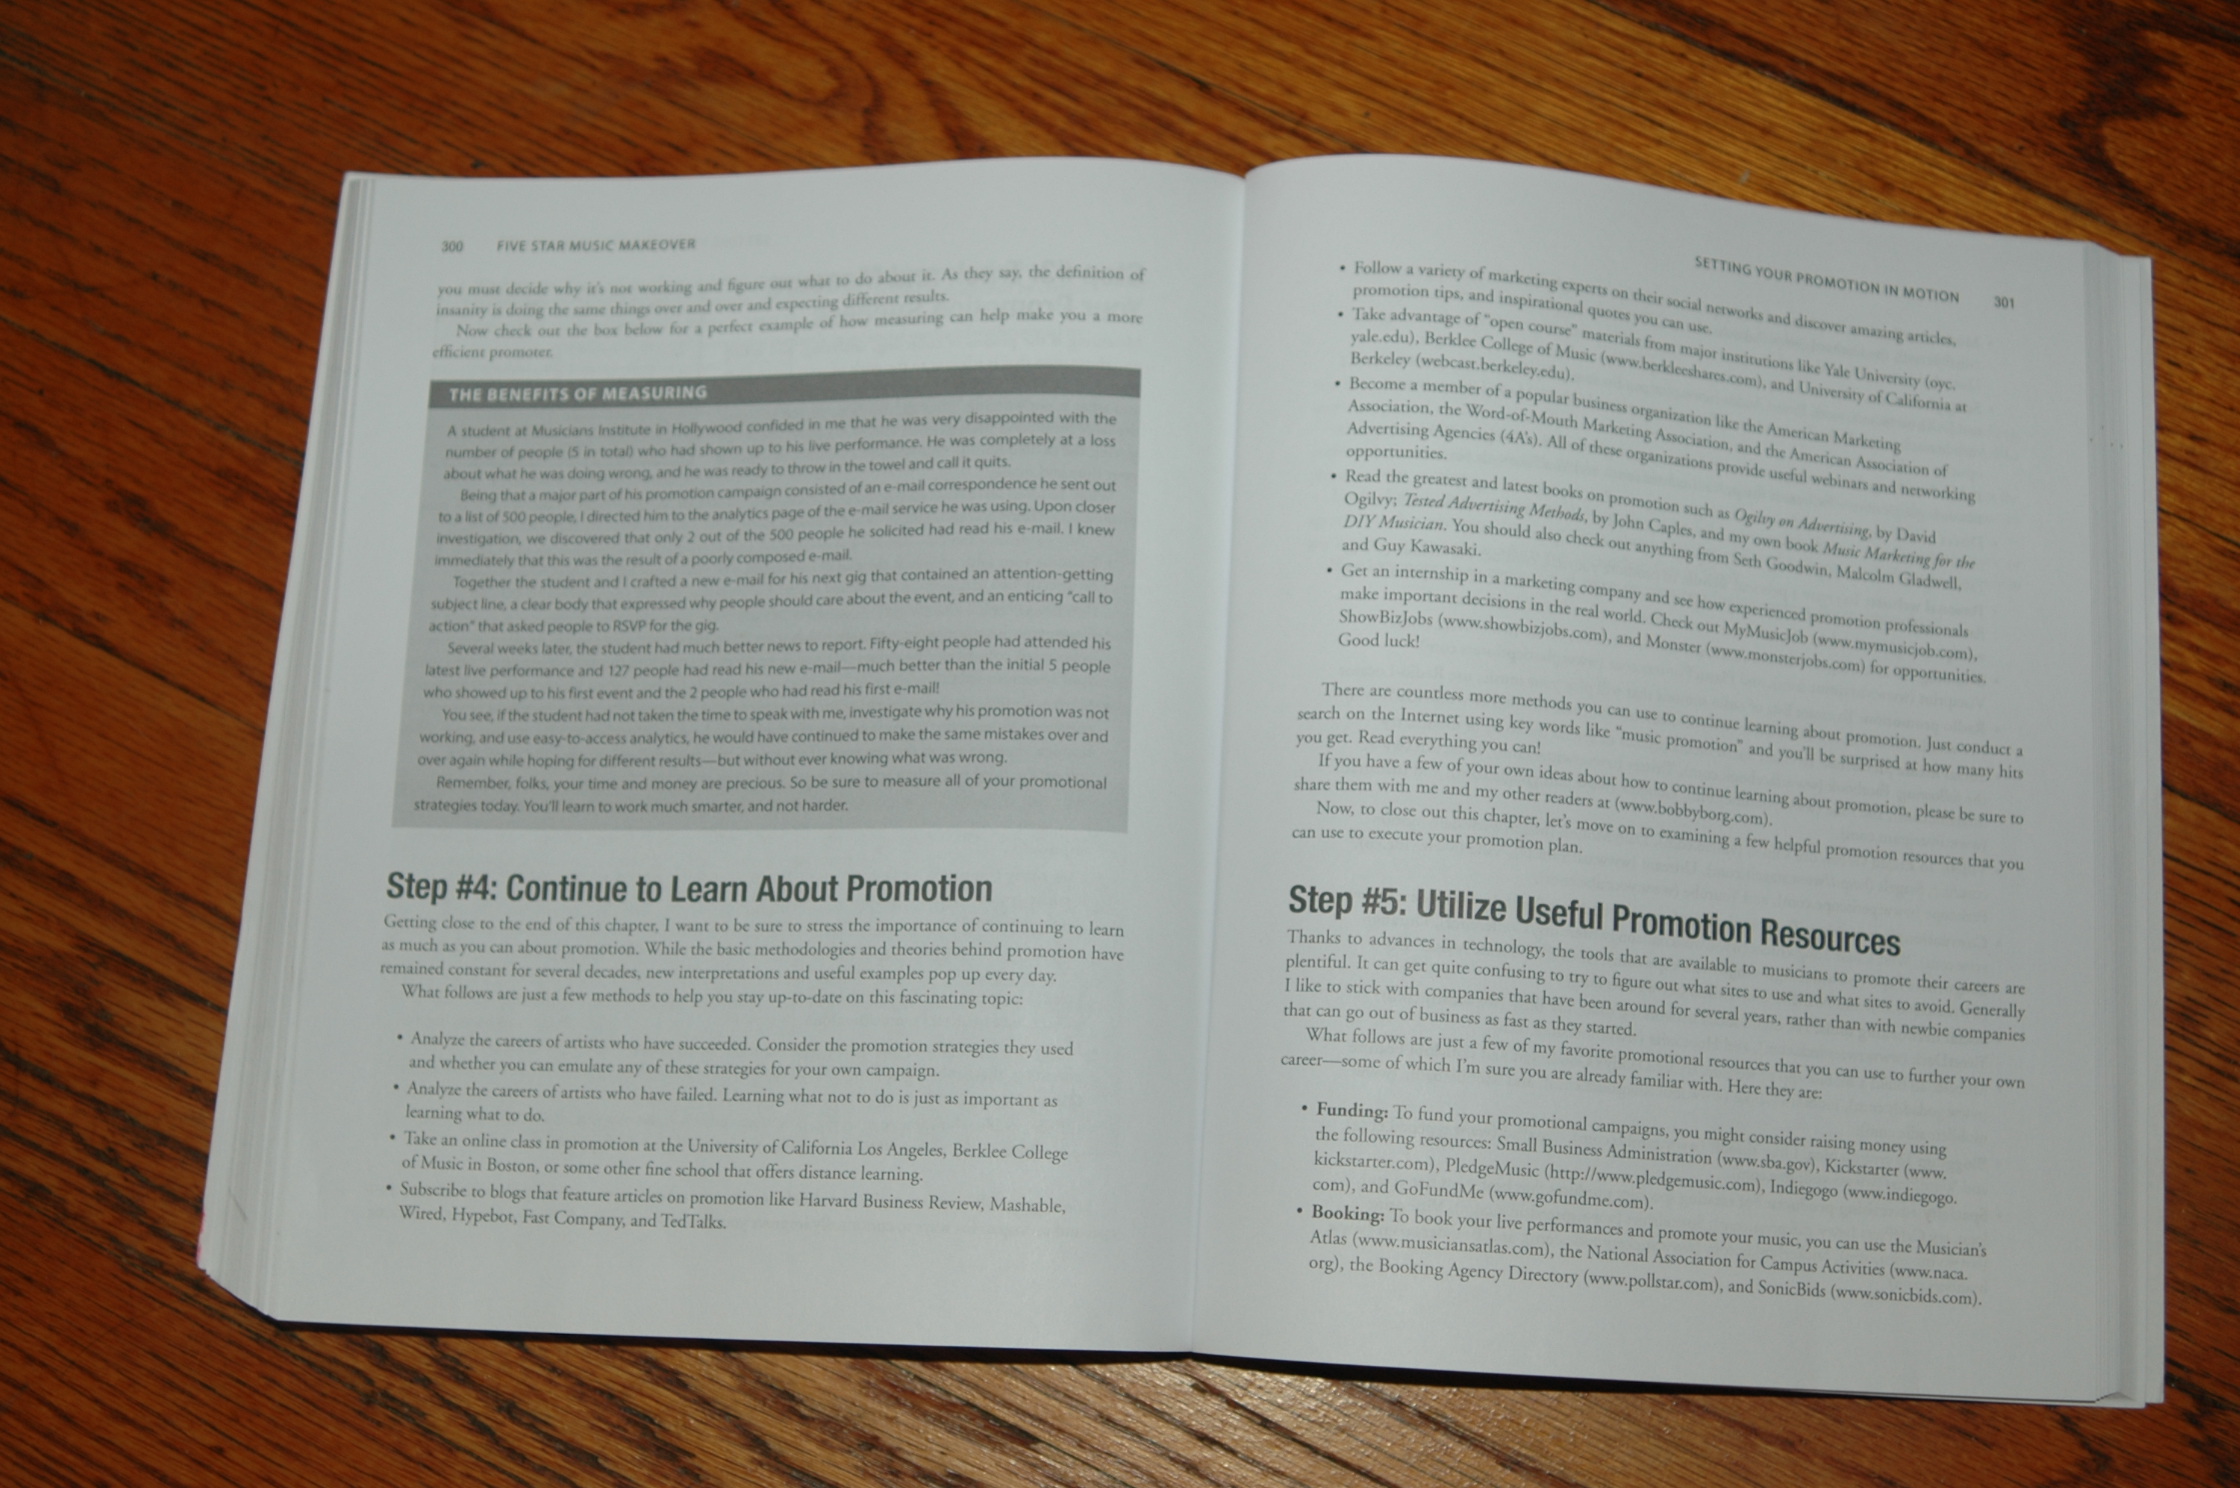 300 FIVE STAR MUSIC MAKEOVER
you must decide why it's not working and figure out what to do about it. As they say, the definition of
insanity is doing the same things over and over and expecting different results.
Now check out the box below for a perfect example of how measuring can help make you a more
efficient promoter.
THE BENEFITS OF MEASURING
A student at Musicians Institute in Hollywood confided in me that he was very disappointed with the
number of people (5 in total) who had shown up to his live performance. He was completely at a loss
about what he was doing wrong, and he was ready to throw in the towel and call it quits.
Being that a major part of his promotion campaign consisted of an e-mail correspondence he sent out
to a list of 500 people, I directed him to the analytics page of the e-mail service he was using. Upon closer
investigation, we discovered that only 2 out of the 500 people he solicited had read his e-mail. I knew
immediately that this was the result of a poorly composed e-mail.
Together the student and I crafted a new e-mail for his next gig that contained an attention-getting
subject line, a clear body that expressed why people should care about the event, and an enticing "call to
action" that asked people to RSVP for the gig.
Several weeks later, the student had much better news to report. Fifty-eight people had attended his
latest live performance and 127 people had read his new e-mail—much better than the initial 5 people
who showed up to his first event and the 2 people who had read his first e-mail!
You see, if the student had not taken the time to speak with me, investigate why his promotion was not
working, and use easy-to-access analytics, he would have continued to make the same mistakes over and
over again while hoping for different results—but without ever knowing what was wrong.
Remember, folks, your time and money are precious. So be sure to measure all of your promotional
strategies today. You'll learn to work much smarter, and not harder.
Step #4: Continue to Learn About Promotion
Getting close to the end of this chapter, I want to be sure to stress the importance of continuing to learn
as much as you can about promotion. While the basic methodologies and theories behind promotion have
remained constant for several decades, new interpretations and useful examples pop up every day.
What follows are just a few methods to help you stay up-to-date on this fascinating topic:
• Analyze the careers of artists who have succeeded. Consider the promotion strategies they used
and whether you can emulate any of these strategies for your own campaign.
• Analyze the careers of artists who have failed. Learning what not to do is just as important as
learning what to do.
• Take an online class in promotion at the University of California Los Angeles, Berklee College
of Music in Boston, or some other fine school that offers distance learning.
• Subscribe to blogs that feature articles on promotion like Harvard Business Review, Mashable,
Wired, Hypebot, Fast Company, and TedTalks.
SETTING YOUR PROMOTION IN MOTION 301
• Follow a variety of marketing experts on their social networks and discover amazing articles,
promotion tips, and inspirational quotes you can use.
• Take advantage of "open course" materials from major institutions like Yale University (oyc.
yale.edu), Berklee College of Music (www.berkleeshares.com), and University of California at
Berkeley (webcast.berkeley.edu).
• Become a member of a popular business organization like the American Marketing
Association, the Word-of-Mouth Marketing Association, and the American Association of
Advertising Agencies (4A's). All of these organizations provide useful webinars and networking
opportunities.
• Read the greatest and latest books on promotion such as Ogilvy on Advertising, by David
Ogilvy; Tested Advertising Methods, by John Caples, and my own book Music Marketing for the
DIY Musician. You should also check out anything from Seth Goodwin, Malcolm Gladwell,
and Guy Kawasaki.
• Get an internship in a marketing company and see how experienced promotion professionals
make important decisions in the real world. Check out MyMusicJob (www.mymusicjob.com),
ShowBizJobs (www.showbizjobs.com), and Monster (www.monsterjobs.com) for opportunities.
Good luck!
There are countless more methods you can use to continue learning about promotion. Just conduct a
search on the Internet using key words like "music promotion" and you'll be surprised at how many hits
you get. Read everything you can!
If you have a few of your own ideas about how to continue learning about promotion, please be sure to
share them with me and my other readers at (www.bobbyborg.com).
Now, to close out this chapter, let's move on to examining a few helpful promotion resources that you
can use to execute your promotion plan.
Step #5: Utilize Useful Promotion Resources
Thanks to advances in technology, the tools that are available to musicians to promote their careers are
plentiful. It can get quite confusing to try to figure out what sites to use and what sites to avoid. Generally
I like to stick with companies that have been around for several years, rather than with newbie companies
that can go out of business as fast as they started.
What follows are just a few of my favorite promotional resources that you can use to further your own
career—some of which I'm sure you are already familiar with. Here they are:
• Funding: To fund your promotional campaigns, you might consider raising money using
the following resources: Small Business Administration (www.sba.gov), Kickstarter (www.
kickstarter.com), PledgeMusic (http://www.pledgemusic.com), Indiegogo (www.indiegogo.
com), and GoFundMe (www.gofundme.com).
• Booking: To book your live performances and promote your music, you can use the Musician's
Atlas (www.musiciansatlas.com), the National Association for Campus Activities (www.naca.
org), the Booking Agency Directory (www.pollstar.com), and SonicBids (www.sonicbids.com).